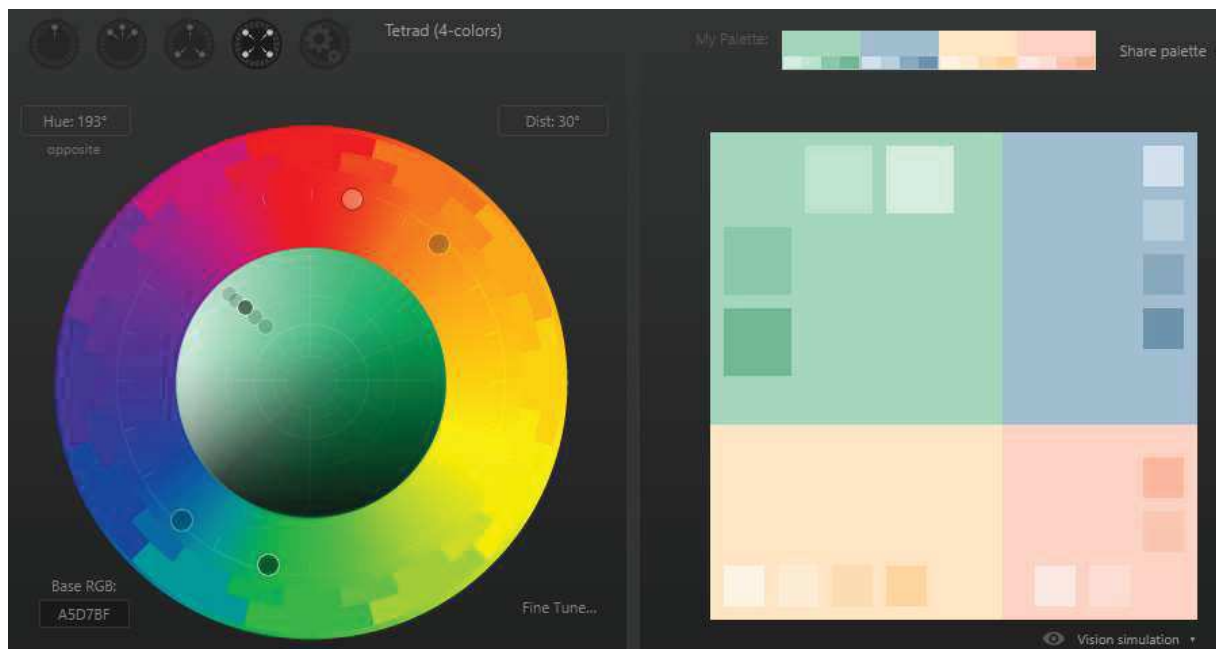 Tetrad (4-colors)
My Palette:
Share palette
Hue: 193°
opposite
Dist: 30°
Base RGB:
A5D7BF
Fine Tune...
Vision simulation